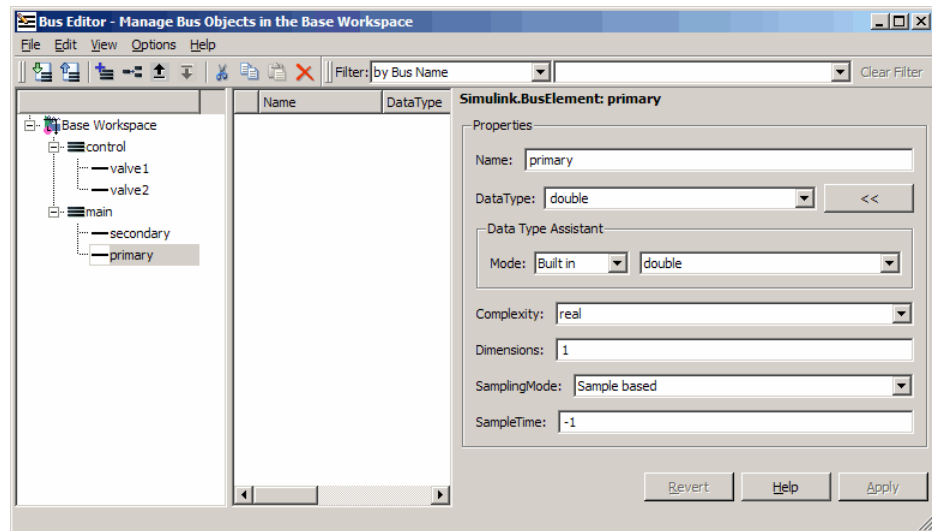 Bus Editor - Manage Bus Objects in the Base Workspace
File Edit View Options Help
Filter: by Bus Name Clear Filter
Name DataType
Base Workspace
control
valve1
valve2
main
secondary
primary
Simulink.BusElement: primary
Properties
Name: primary
DataType: double <<
Data Type Assistant
Mode: Built in double
Complexity: real
Dimensions: 1
SamplingMode: Sample based
SampleTime: -1
Revert Help Apply